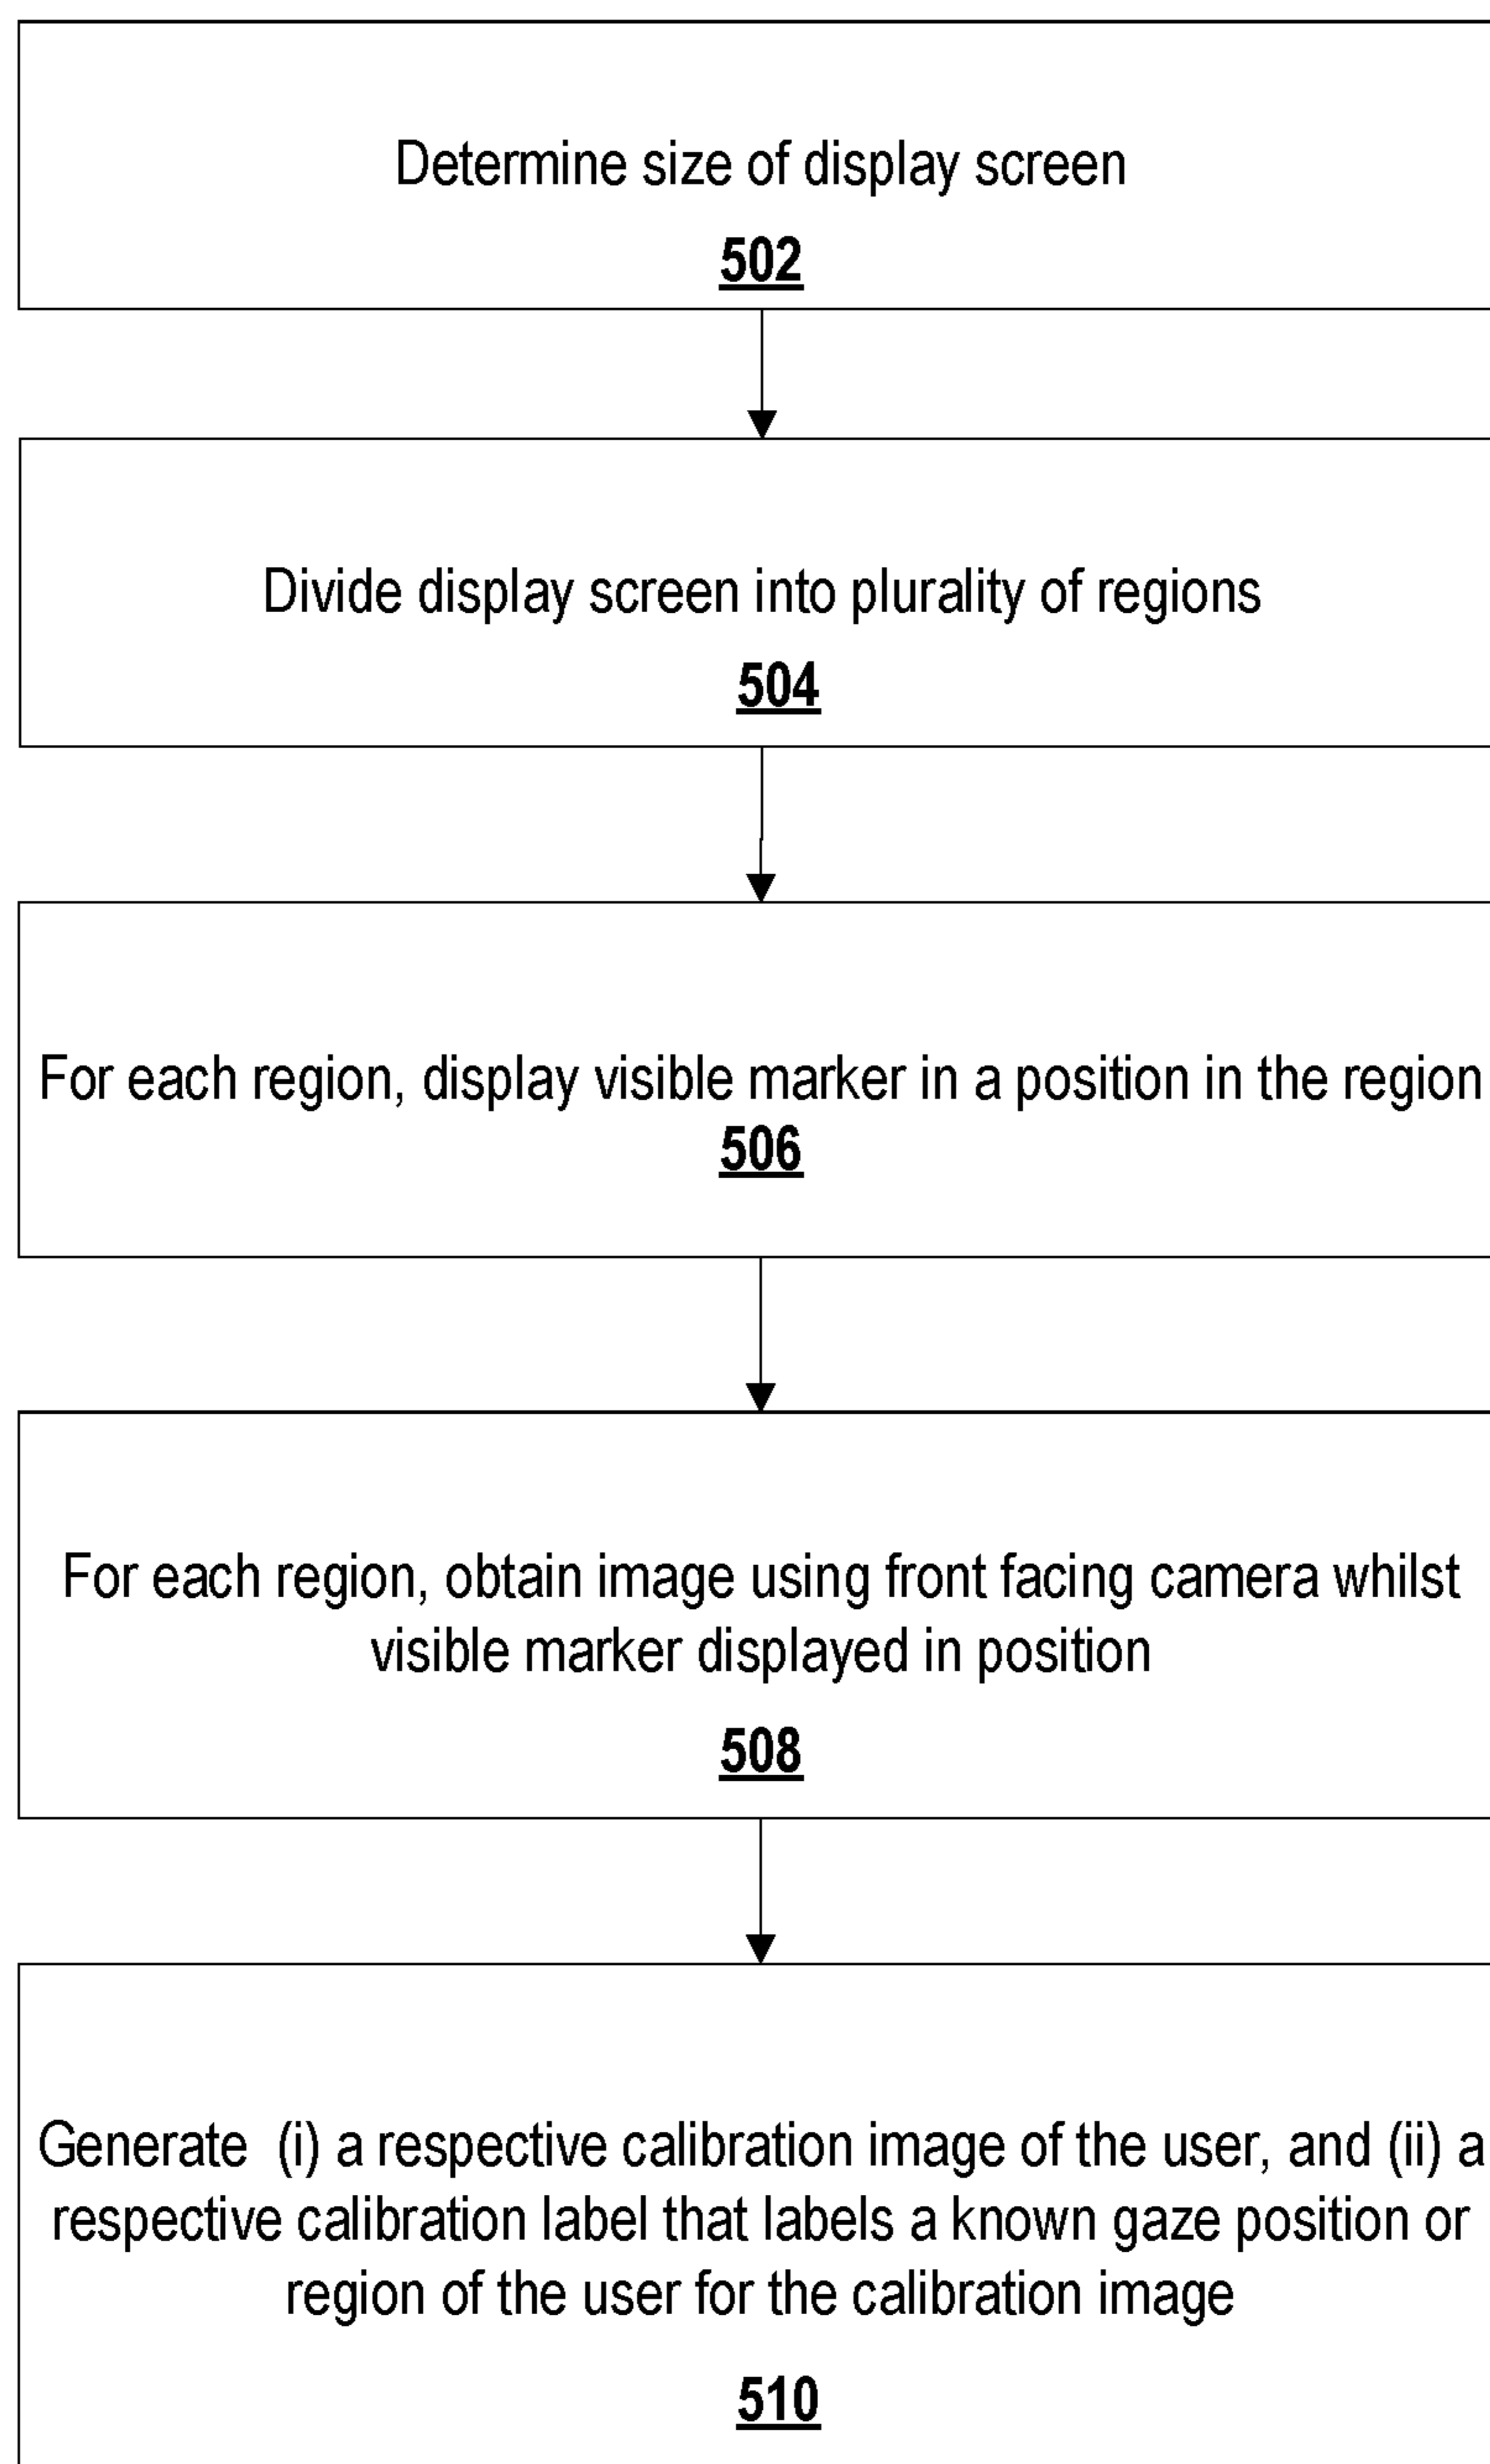 Determine size of display screen
502
Divide display screen into plurality of regions
504
For each region, display visible marker in a position in the region
506
For each region, obtain image using front facing camera whilst
visible marker displayed in position
508
Generate (i) a respective calibration image of the user, and (ii) a
respective calibration label that labels a known gaze position or
region of the user for the calibration image
510